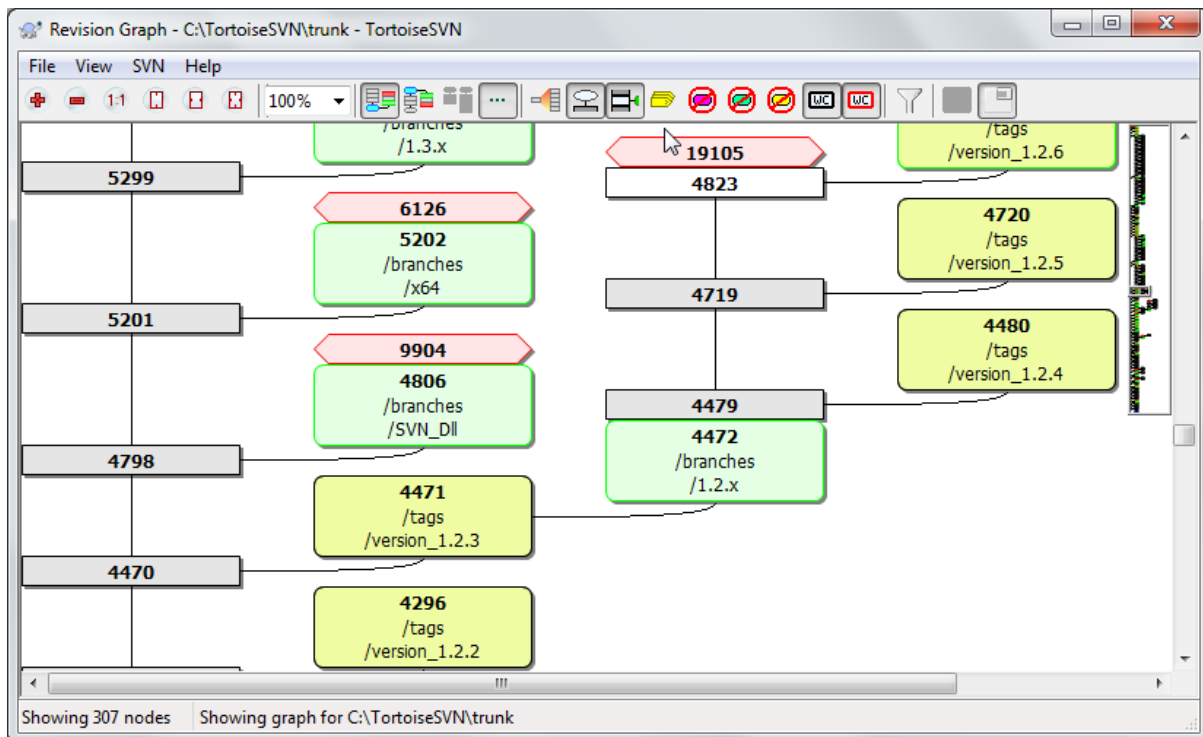 Revision Graph - C:\TortoiseSVN\trunk - TortoiseSVN
File View SVN Help
1:1 100% WC WC
/branches
/1.3.x
5299
6126
5202
/branches
/x64
5201
9904
4806
/branches
/SVN_Dll
4798
4471
/tags
/version_1.2.3
4470
4296
/tags
/version_1.2.2
19105
4823
4719
4479
4472
/branches
/1.2.x
/tags
/version_1.2.6
4720
/tags
/version_1.2.5
4480
/tags
/version_1.2.4
Showing 307 nodes Showing graph for C:\TortoiseSVN\trunk